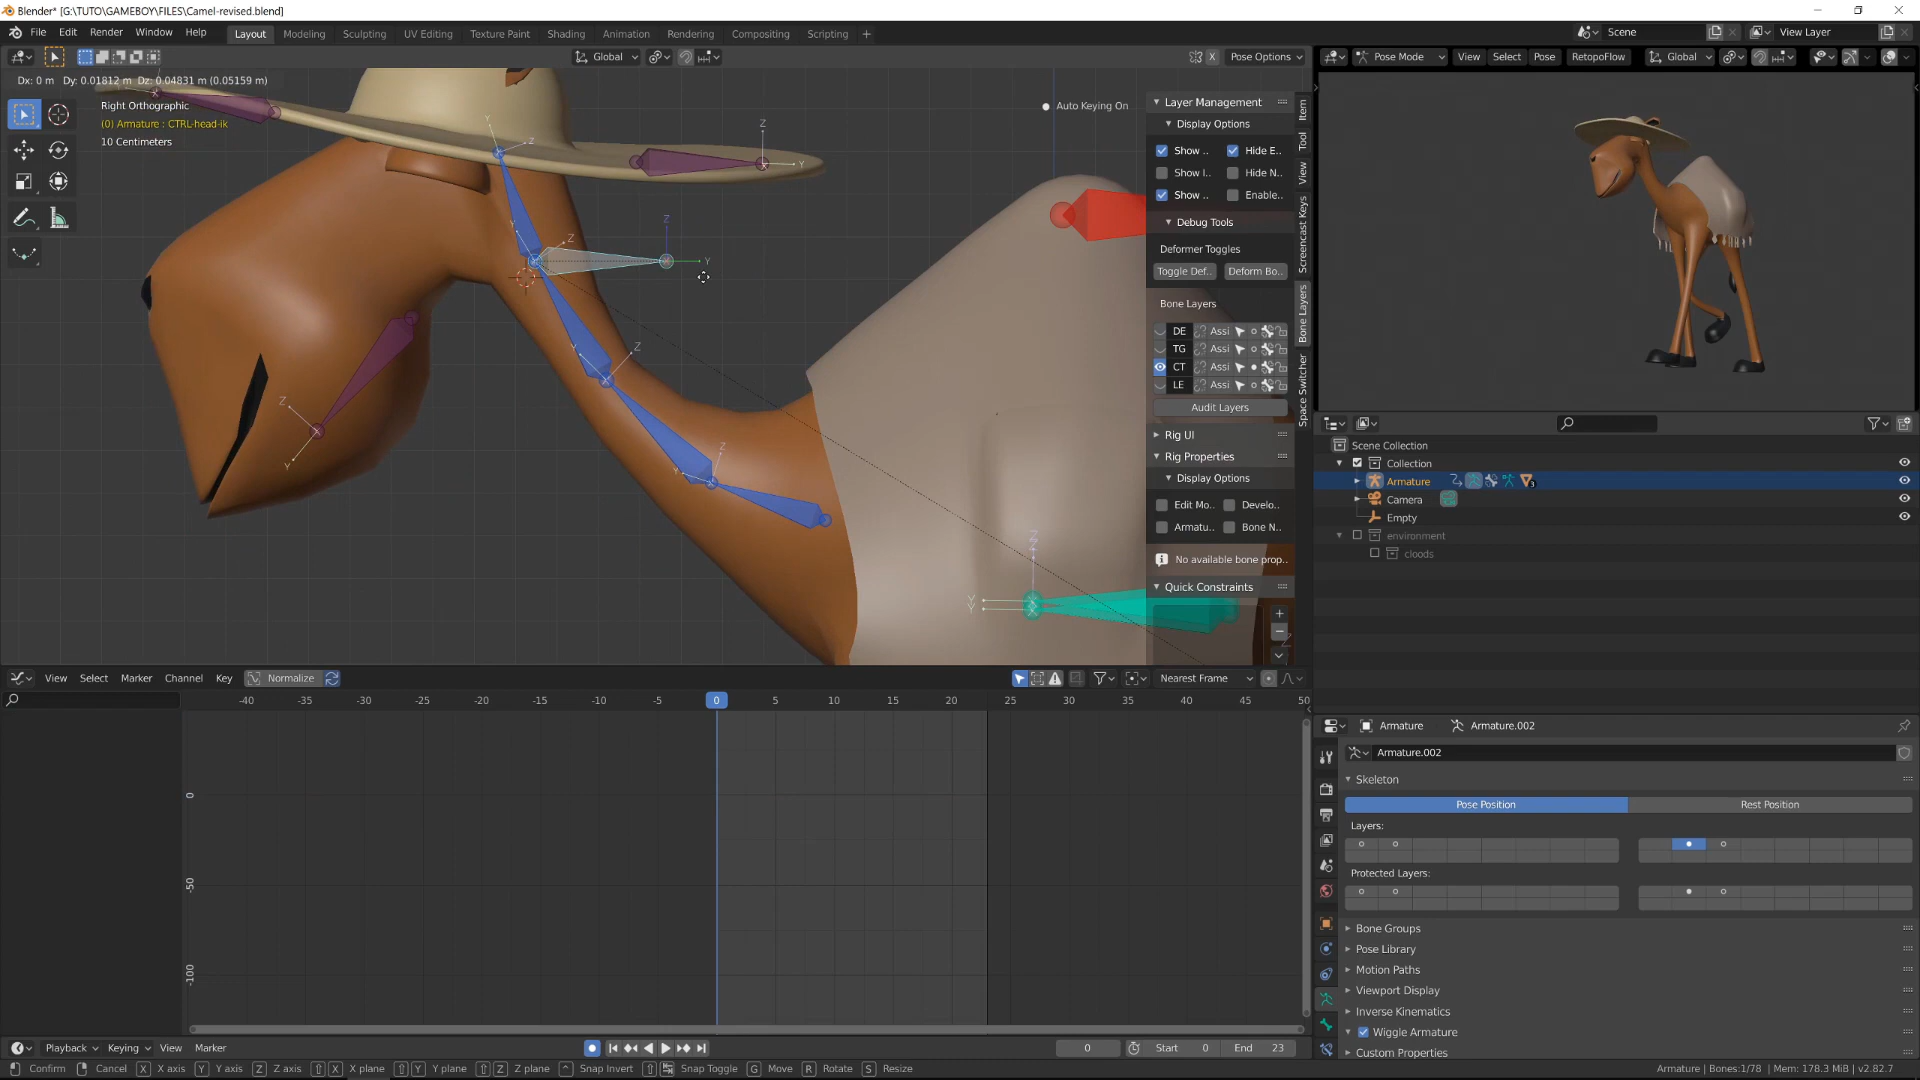 Blender* [G:\TUTO\GAMEBOY\FILES\Camel-revised.blend]
File Edit Render Window Help Layout Modeling Sculpting UV Editing Texture Paint Shading Animation Rendering Compositing Scripting + Scene View Layer
Global X Pose Options Pose Mode View Select Pose RetopoFlow Global
Dx: 0 m Dy: 0.01812 m Dz: 0.04831 m (0.05159 m)
Right Orthographic
(0) Armature : CTRL-head-ik
10 Centimeters
Auto Keying On
Layer Management
Display Options
Show .. Hide E..
Show I.. Hide N..
Show .. Enable..
Debug Tools
Deformer Toggles
Toggle Def.. Deform Bo..
Bone Layers
DE Assi
TG Assi
CT Assi
LE Assi
Audit Layers
Rig UI
Rig Properties
Display Options
Edit Mo.. Develo..
Armatu.. Bone N..
No available bone prop..
Quick Constraints
Item
Tool
View
Screencast Keys
Bone Layers
Space Switcher
Scene Collection
Collection
Armature 3
Camera
Empty
environment
cloods
View Select Marker Channel Key Normalize Nearest Frame
-40 -35 -30 -25 -20 -15 -10 -5 0 5 10 15 20 25 30 35 40 45 50
0
-50
-100
Armature Armature.002
Armature.002
Skeleton
Pose Position Rest Position
Layers:
Protected Layers:
Bone Groups
Pose Library
Motion Paths
Viewport Display
Inverse Kinematics
Wiggle Armature
Custom Properties
Playback Keying View Marker 0 Start 0 End 23
Confirm Cancel X X axis Y Y axis Z Z axis X X plane Y Y plane Z Z plane Snap Invert Snap Toggle G Move R Rotate S Resize Armature | Bones:1/78 | Mem: 178.3 MiB | v2.82.7